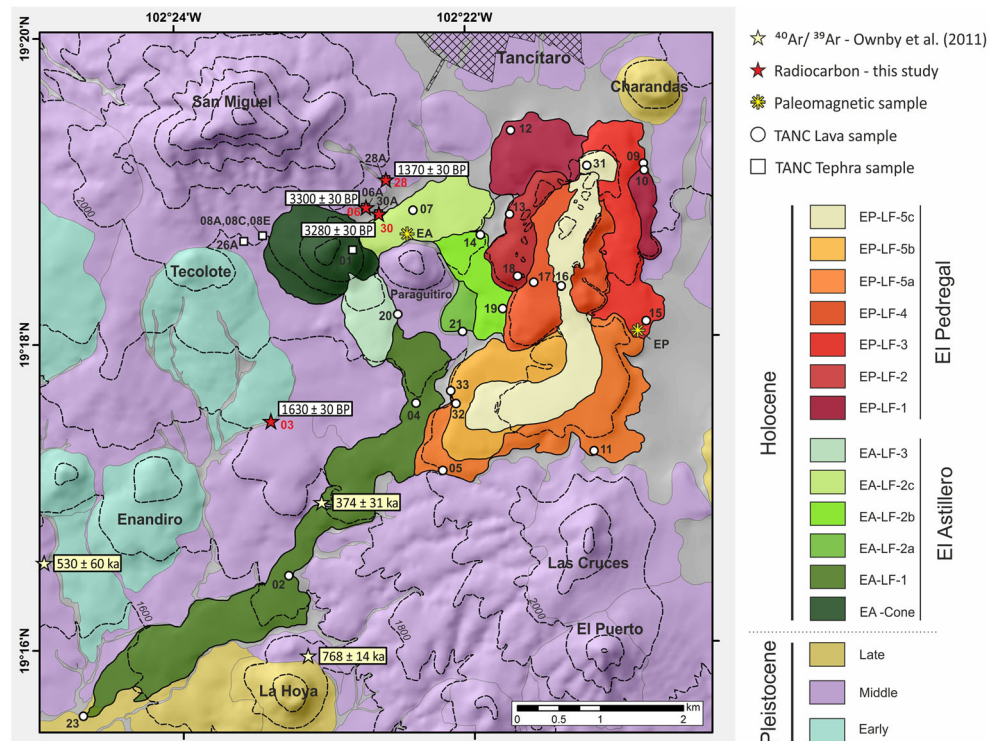 102°24'W
102°22'W
19°20'N
19°18'N
19°16'N
Tancítaro
Charandas
San Miguel
2000
28A
1370 ± 30 BP
28
06A
3300 ± 30 BP
06
30A
30
3280 ± 30 BP
08A,08C, 08E
26A
01
07
EA
14
Tecolote
Paraguitiro
12
13
18
17
16
31
09
10
15
EP
20
19
21
33
32
04
05
11
1630 ± 30 BP
03
374 ± 31 ka
Enandiro
530 ± 60 ka
02
Las Cruces
2000
1600
1800
El Puerto
768 ± 14 ka
La Hoya
23
km
0 0.5 1 2
⁴⁰Ar/ ³⁹Ar - Ownby et al. (2011)
Radiocarbon - this study
Paleomagnetic sample
TANC Lava sample
TANC Tephra sample
Holocene
El Pedregal
EP-LF-5c
EP-LF-5b
EP-LF-5a
EP-LF-4
EP-LF-3
EP-LF-2
EP-LF-1
El Astillero
EA-LF-3
EA-LF-2c
EA-LF-2b
EA-LF-2a
EA-LF-1
EA -Cone
Pleistocene
Late
Middle
Early